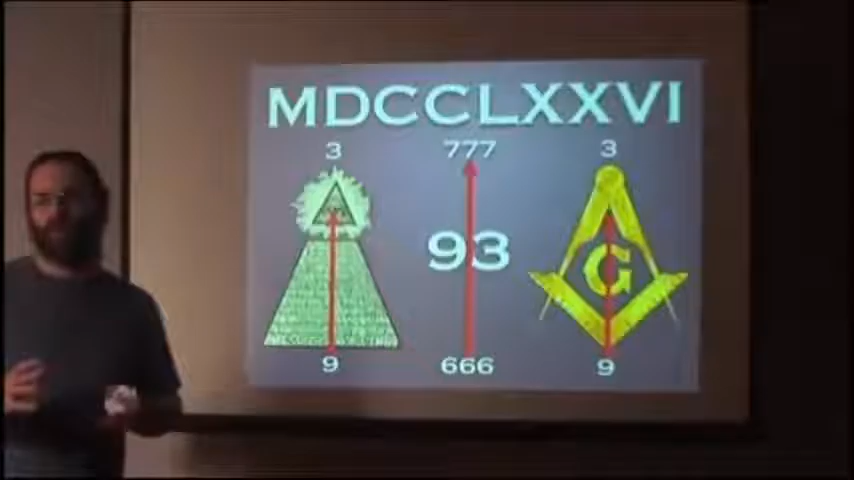 MDCCLXXVI
3 777 3
93
G
9 666 9